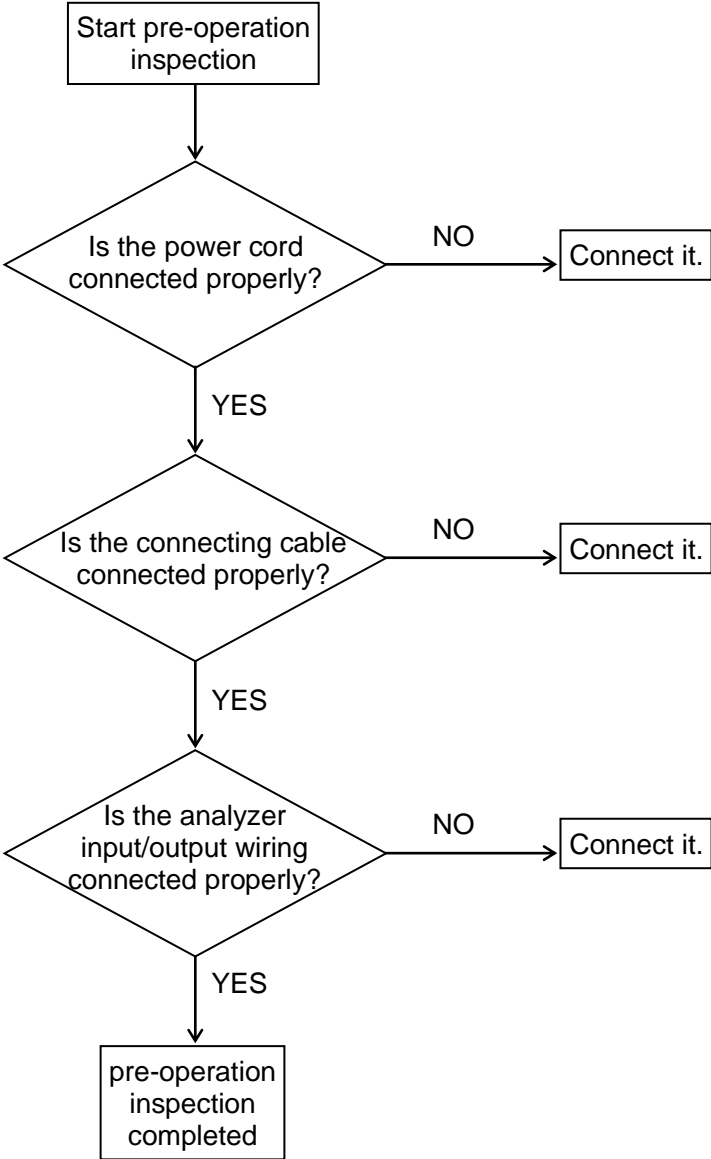 Start pre-operation
inspection
Is the power cord
connected properly?
NO
Connect it.
YES
Is the connecting cable
connected properly?
NO
Connect it.
YES
Is the analyzer
input/output wiring
connected properly?
NO
Connect it.
YES
pre-operation
inspection
completed